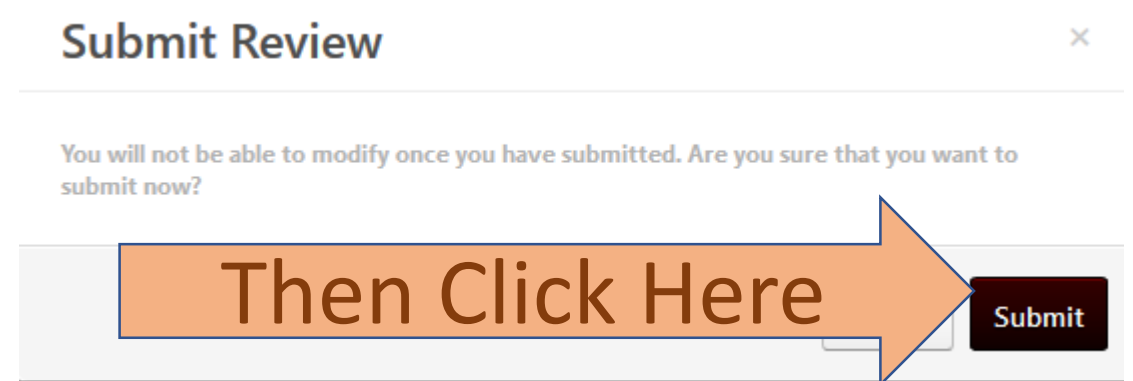 Submit Review
×
You will not be able to modify once you have submitted. Are you sure that you want to
submit now?
Then Click Here
Submit